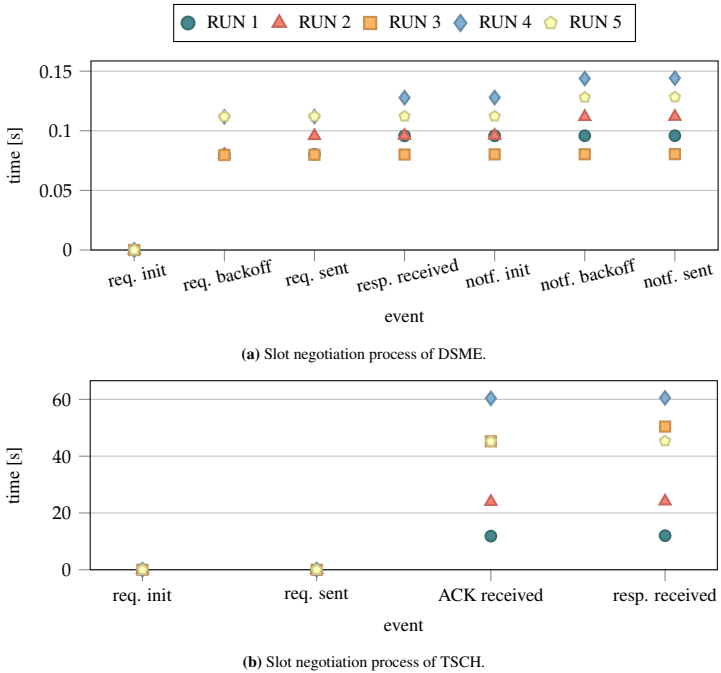 RUN 1 RUN 2 RUN 3 RUN 4 RUN 5
0.15
0.1
0.05
0
time [s]
req. init req. backoff req. sent resp. received notf. init notf. backoff notf. sent
event
(a) Slot negotiation process of DSME.
60
40
20
0
time [s]
req. init req. sent ACK received resp. received
event
(b) Slot negotiation process of TSCH.